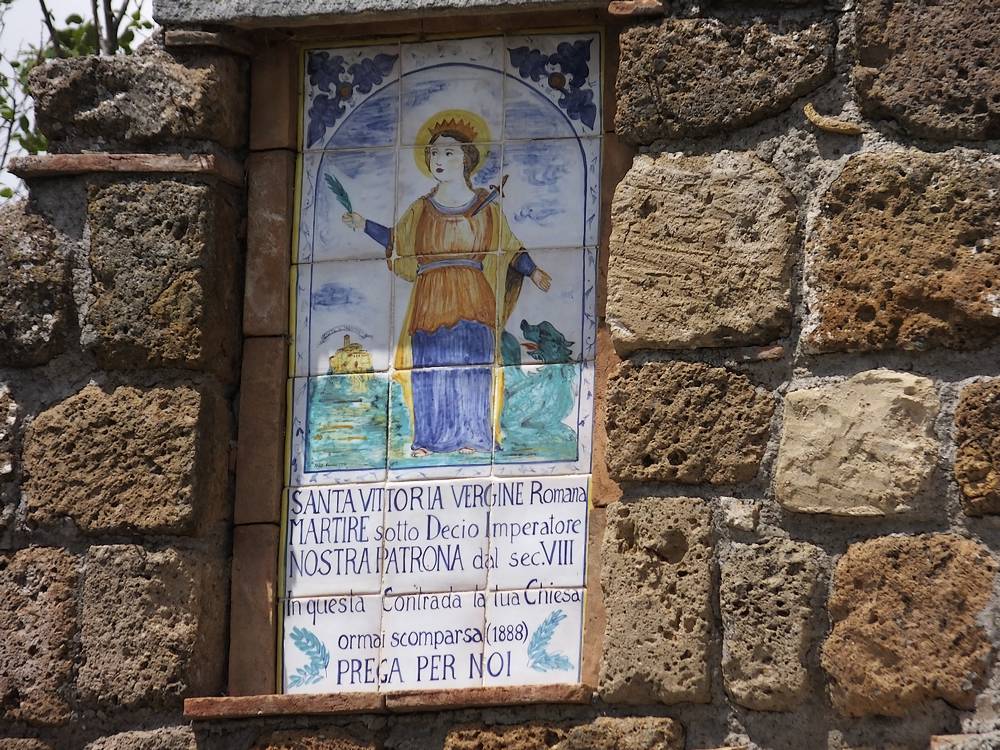 SANTA VITTORIA VERGINE Romana
MARTIRE sotto Decio Imperatore
NOSTRA PATRONA dal sec. VIII
In questa Contrada la tua Chiesa
ormai scomparsa (1888)
PREGA PER NOI